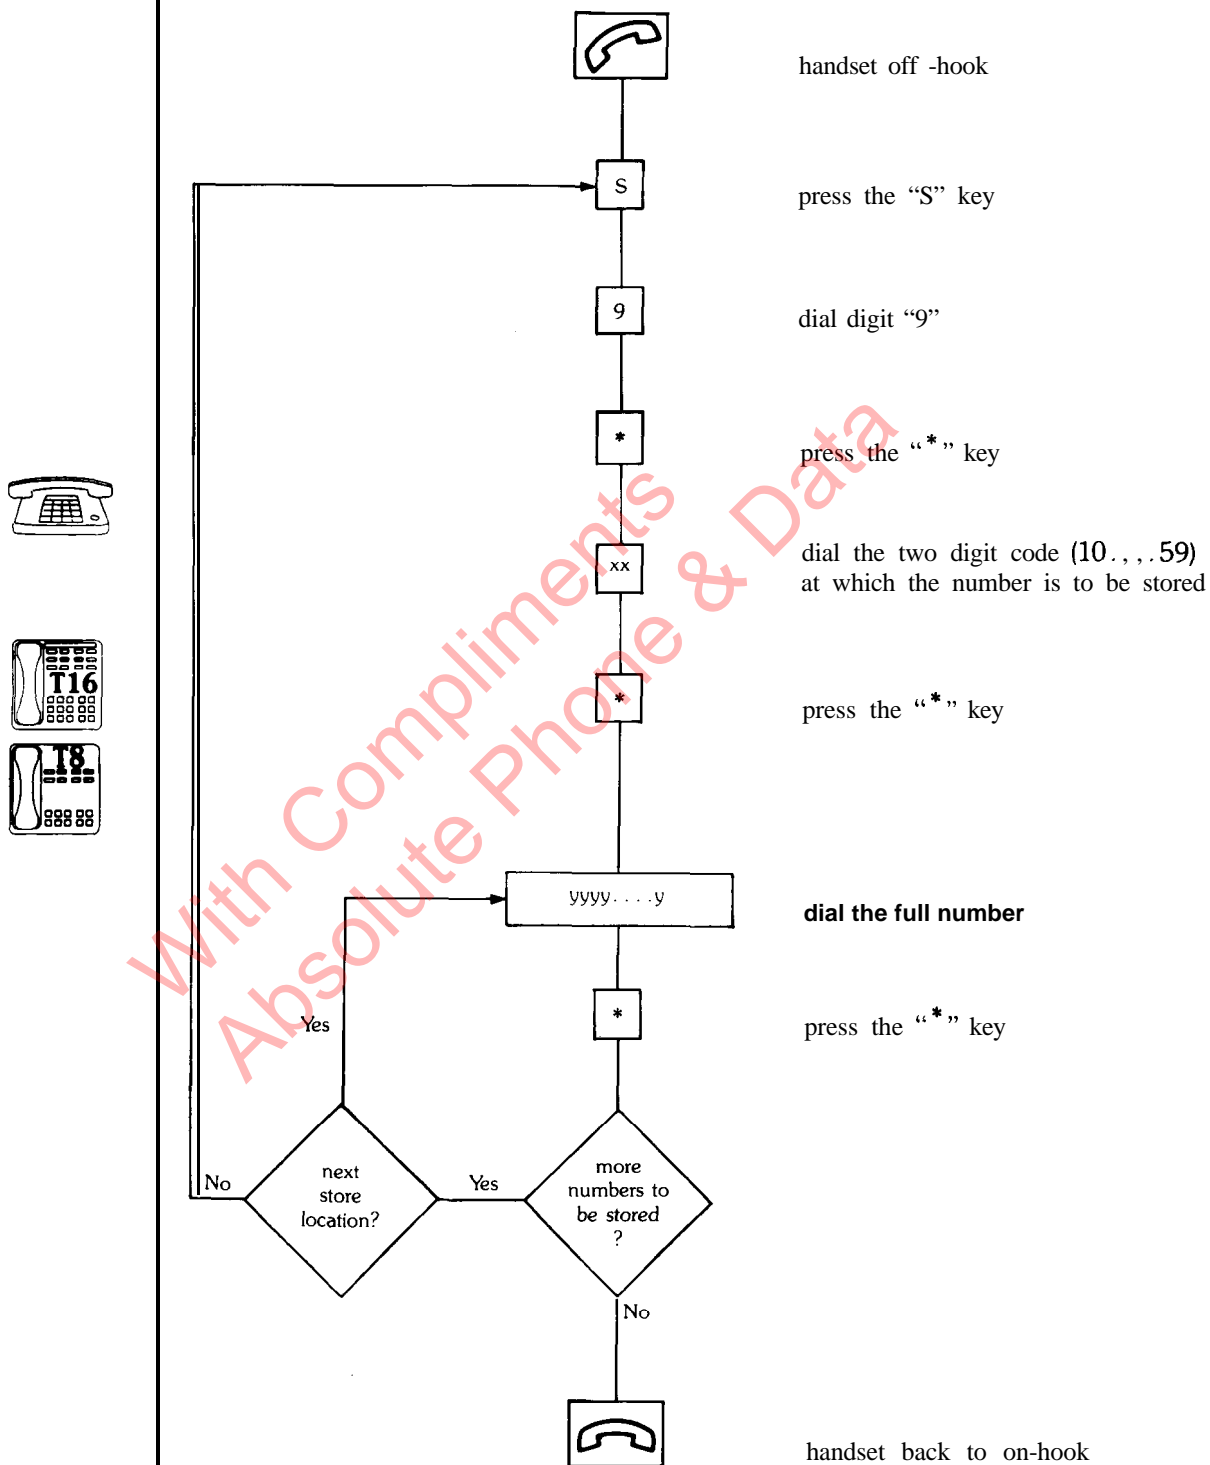 handset off -hook
S
press the “S” key
9
dial digit “9”
*
press the “*” key
xx
dial the two digit code (10.,,.59)
at which the number is to be stored
T16
*
press the “*” key
T8
With Compliments
Absolute Phone & Data
yyyy....y
dial the full number
*
press the “*” key
Yes
No
next
store
location?
Yes
more
numbers to
be stored
?
No
handset back to on-hook